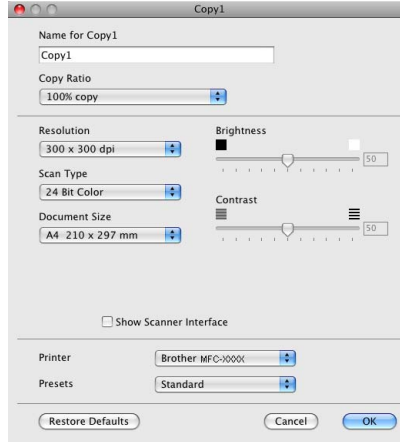 Copy1
Name for Copy1
Copy1
Copy Ratio
100% copy
Resolution
300 x 300 dpi
Scan Type
24 Bit Color
Document Size
A4 210 x 297 mm
Brightness
50
Contrast
50
Show Scanner Interface
Printer
Brother MFC-XXXX
Presets
Standard
Restore Defaults
Cancel
OK